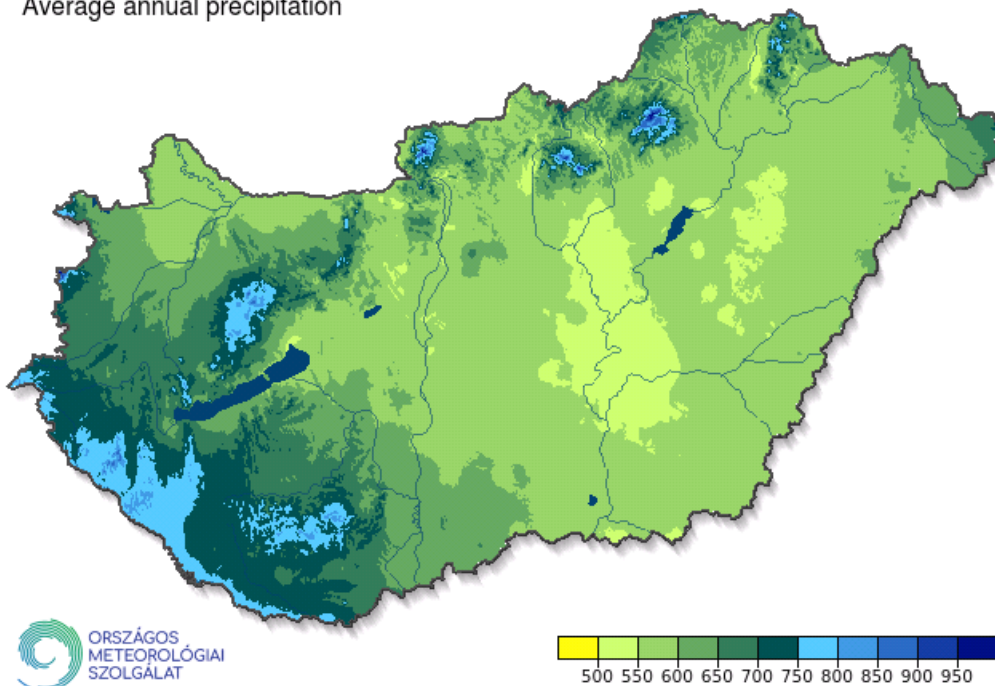 Average annual precipitation
ORSZÁGOS
METEOROLÓGIAI
SZOLGÁLAT
500 550 600 650 700 750 800 850 900 950